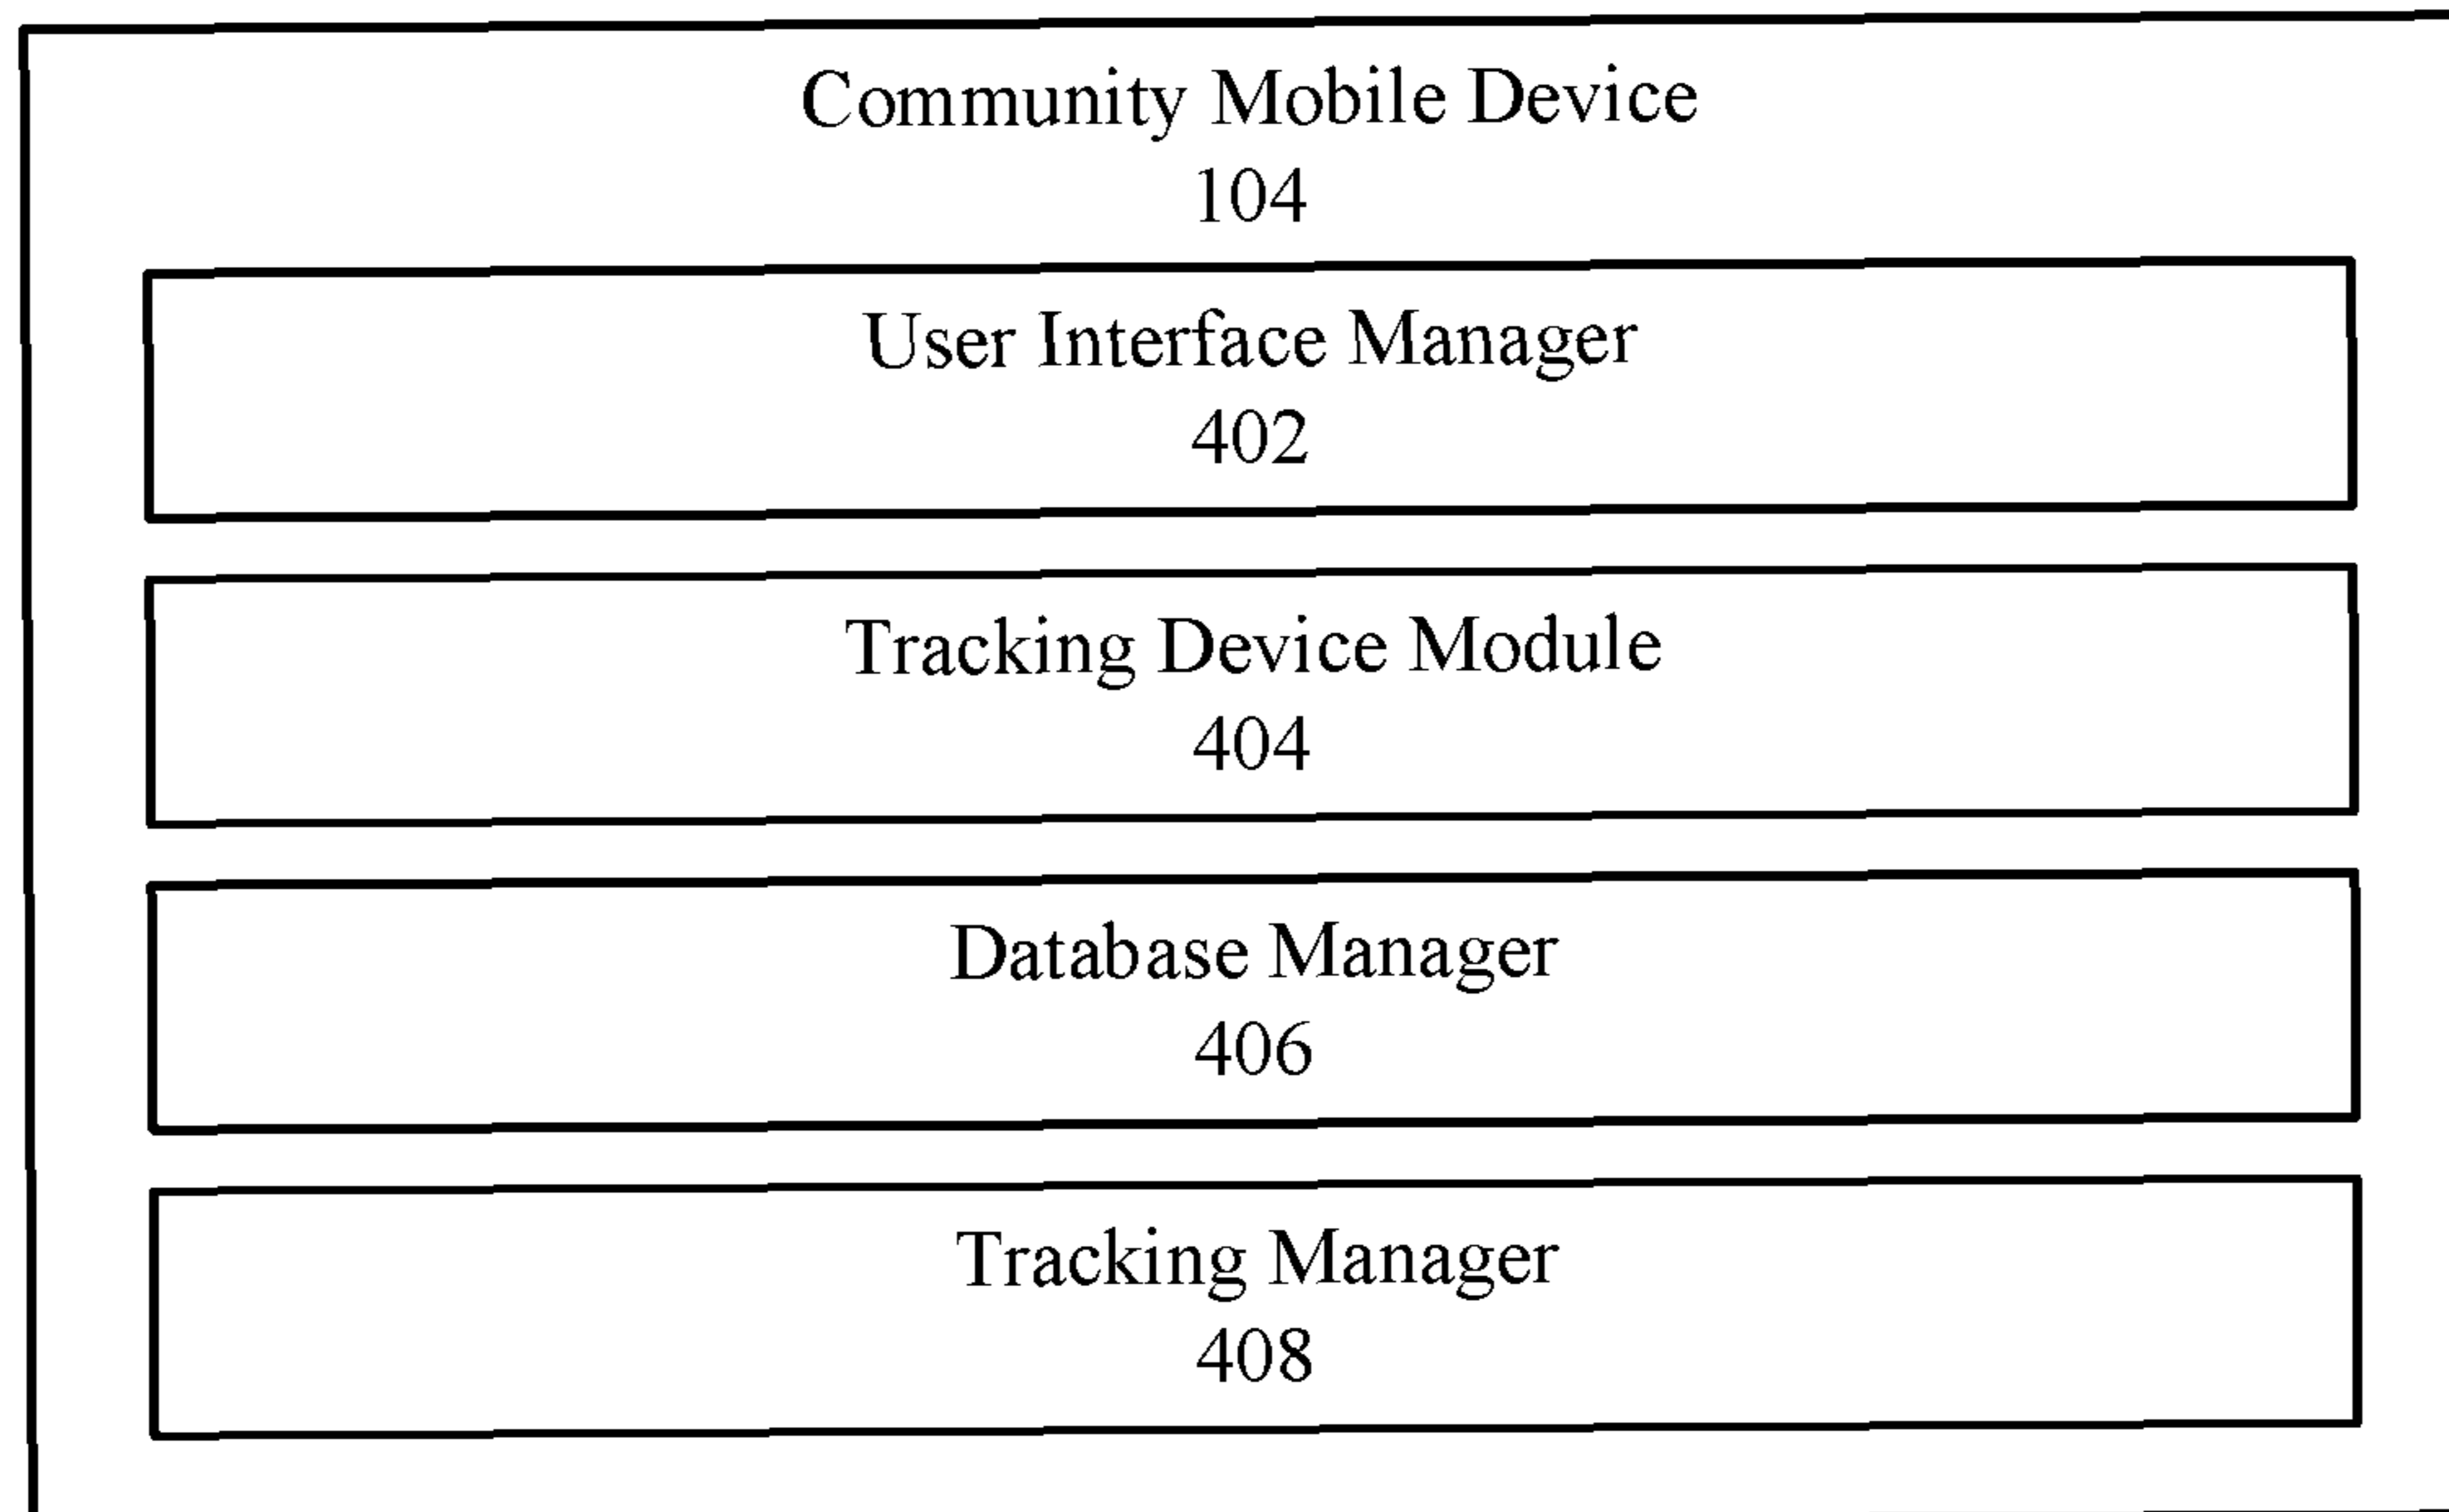 Community Mobile Device
104
User Interface Manager
402
Tracking Device Module
404
Database Manager
406
Tracking Manager
408